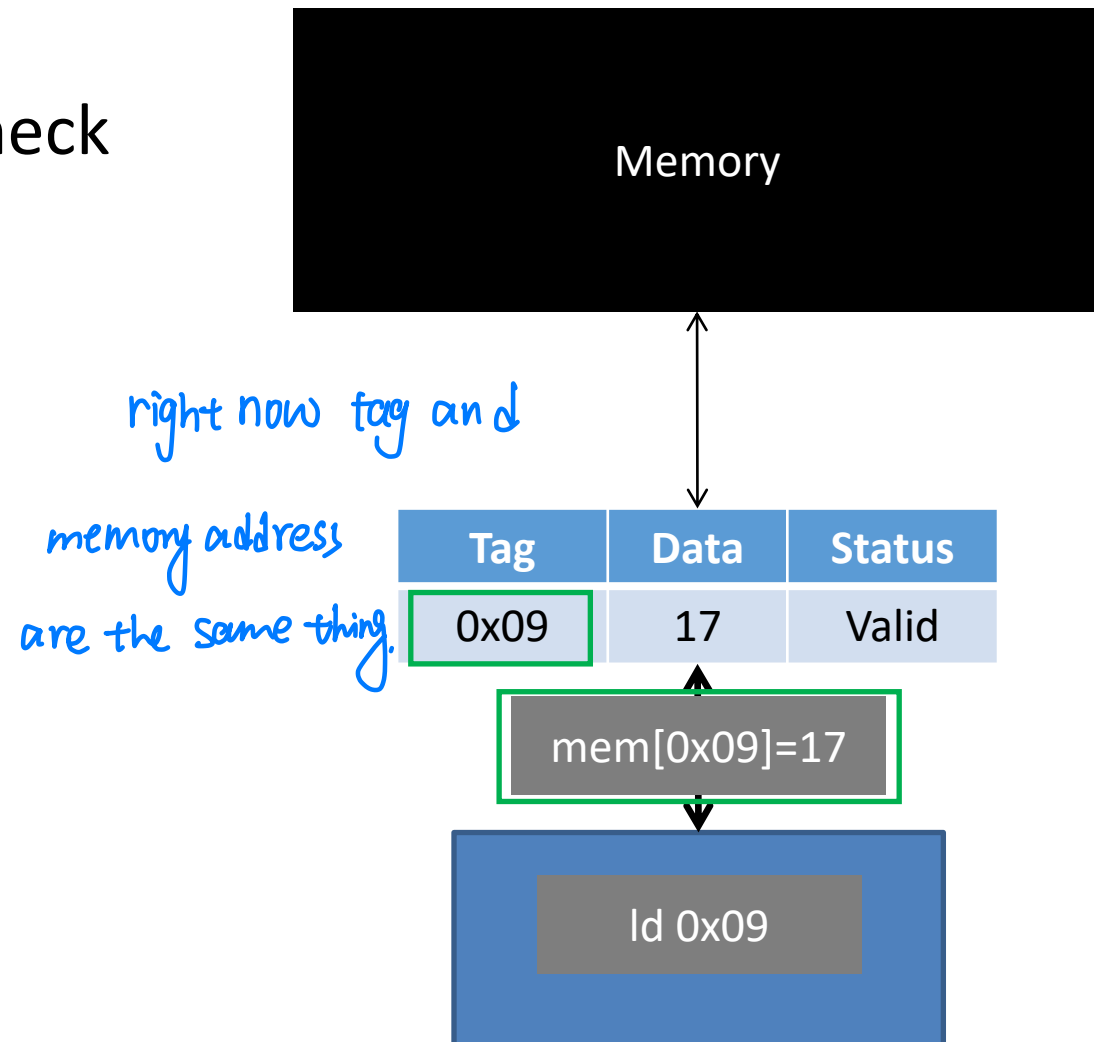 heck
Memory
right now tag and
memory address
are the same thing.
Tag Data Status
0x09 17 Valid
mem[0x09]=17
ld 0x09